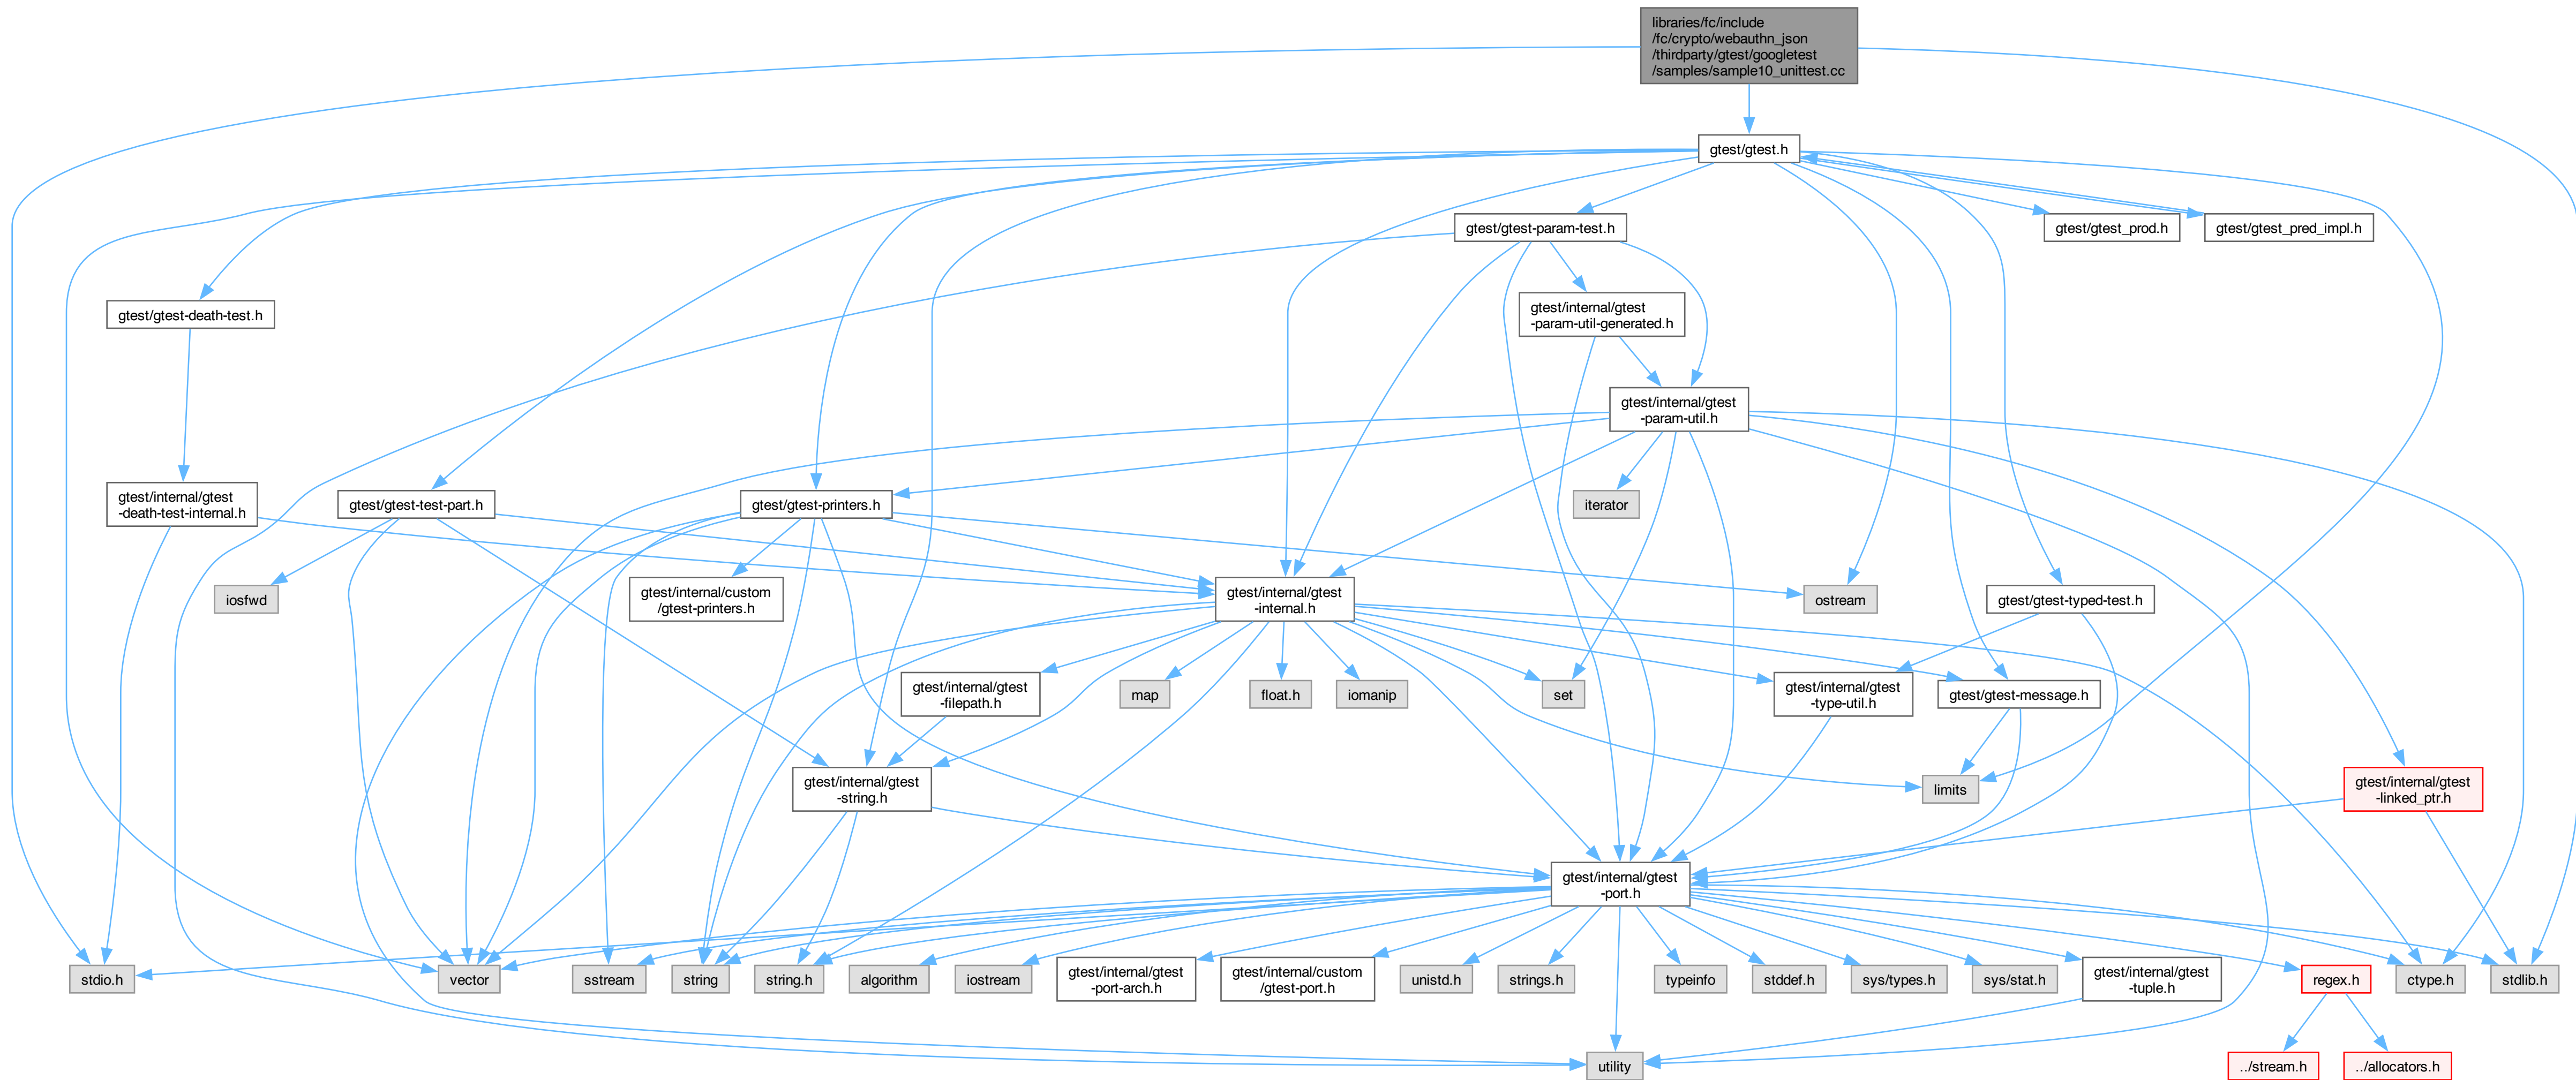 libraries/fc/include
/fc/crypto/webauthn_json
/thirdparty/gtest/googletest
/samples/sample10_unittest.cc
gtest/gtest.h
gtest/gtest-param-test.h
gtest/gtest_prod.h
gtest/gtest_pred_impl.h
gtest/gtest-death-test.h
gtest/internal/gtest
-param-util-generated.h
gtest/internal/gtest
-param-util.h
gtest/internal/gtest
-death-test-internal.h
gtest/gtest-test-part.h
gtest/gtest-printers.h
iterator
iosfwd
gtest/internal/custom
/gtest-printers.h
gtest/internal/gtest
-internal.h
ostream
gtest/gtest-typed-test.h
gtest/internal/gtest
-filepath.h
map
float.h
iomanip
set
gtest/internal/gtest
-type-util.h
gtest/gtest-message.h
gtest/internal/gtest
-string.h
limits
gtest/internal/gtest
-linked_ptr.h
gtest/internal/gtest
-port.h
stdio.h
vector
sstream
string
string.h
algorithm
iostream
gtest/internal/gtest
-port-arch.h
gtest/internal/custom
/gtest-port.h
unistd.h
strings.h
typeinfo
stddef.h
sys/types.h
sys/stat.h
gtest/internal/gtest
-tuple.h
regex.h
ctype.h
stdlib.h
utility
../stream.h
../allocators.h